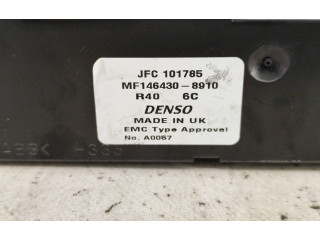 JFC 101785
MF146430-8910
R40 6C
DENSO
MADE IN UK
EMC Type Approval
No. A0067